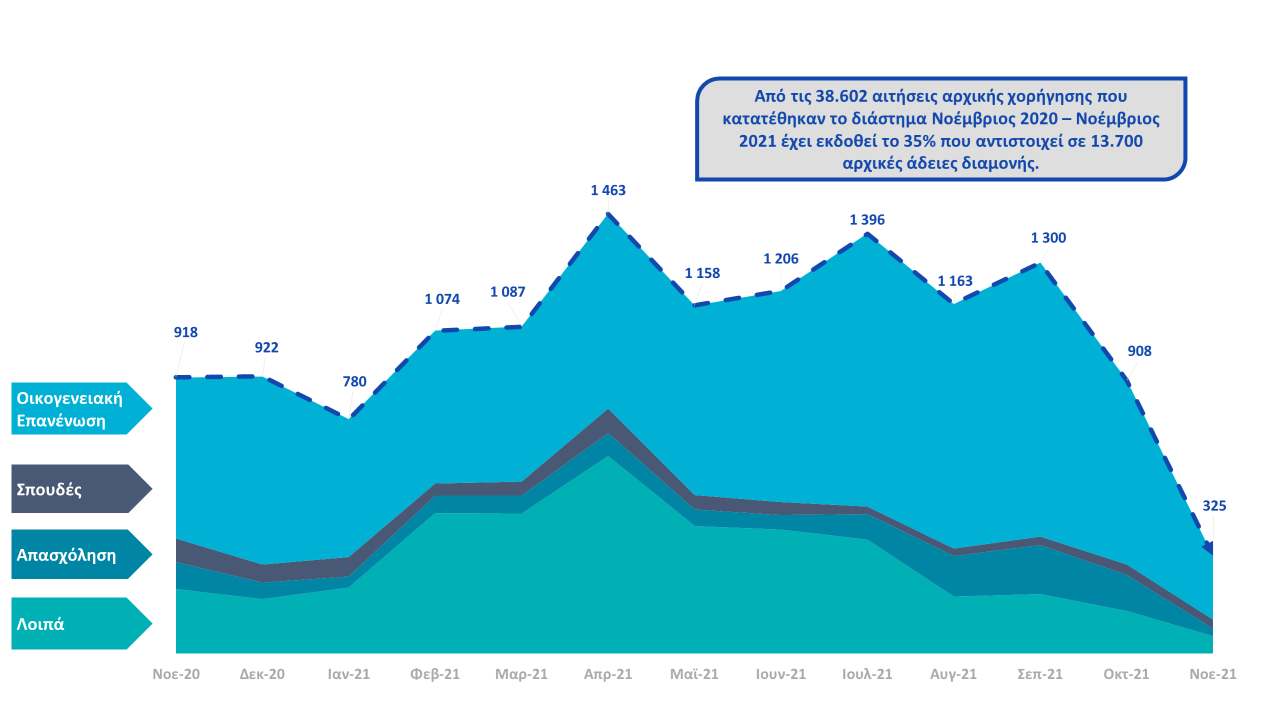 Από τις 38.602 αιτήσεις αρχικής χορήγησης που
κατατέθηκαν το διάστημα Νοέμβριος 2020 – Νοέμβριος
2021 έχει εκδοθεί το 35% που αντιστοιχεί σε 13.700
αρχικές άδειες διαμονής.
918
922
780
1 074
1 087
1 463
1 158
1 206
1 396
1 163
1 300
908
325
Οικογενειακή
Επανένωση
Σπουδές
Απασχόληση
Λοιπά
Νοε-20
Δεκ-20
Ιαν-21
Φεβ-21
Μαρ-21
Απρ-21
Μαϊ-21
Ιουν-21
Ιουλ-21
Αυγ-21
Σεπ-21
Οκτ-21
Νοε-21